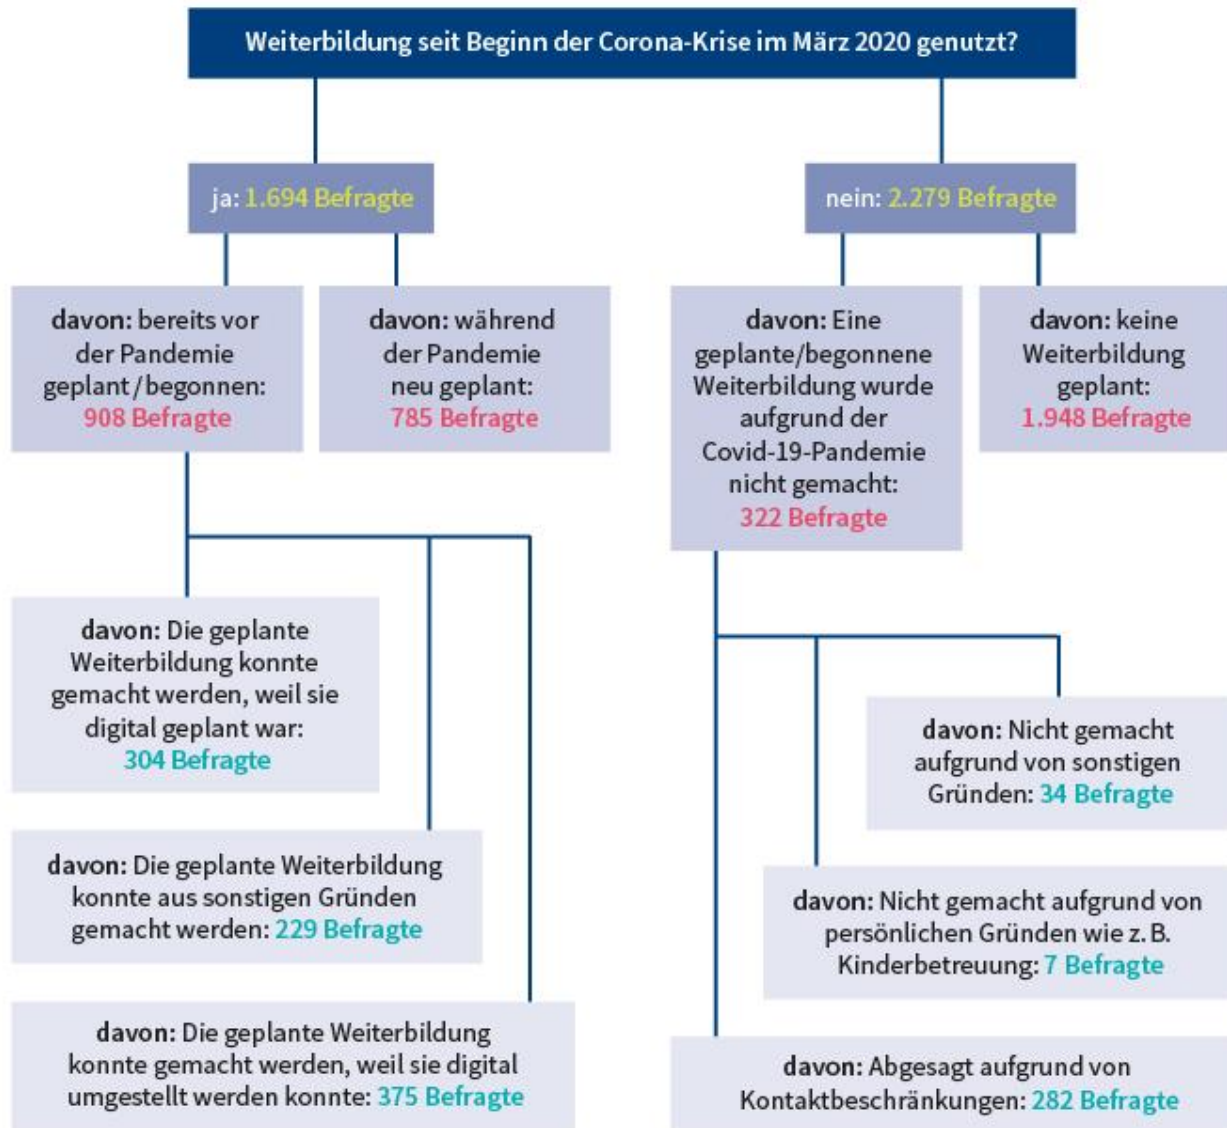 Weiterbildung seit Beginn der Corona-Krise im März 2020 genutzt?
ja: 1.694 Befragte
nein: 2.279 Befragte
davon: bereits vor
der Pandemie
geplant/begonnen:
908 Befragte
davon: während
der Pandemie
neu geplant:
785 Befragte
davon: Eine
geplante/begonnene
Weiterbildung wurde
aufgrund der
Covid-19-Pandemie
nicht gemacht:
322 Befragte
davon: keine
Weiterbildung
geplant:
1.948 Befragte
davon: Die geplante
Weiterbildung konnte
gemacht werden, weil sie
digital geplant war:
304 Befragte
davon: Die geplante Weiterbildung
konnte aus sonstigen Gründen
gemacht werden: 229 Befragte
davon: Die geplante Weiterbildung
konnte gemacht werden, weil sie digital
umgestellt werden konnte: 375 Befragte
davon: Nicht gemacht
aufgrund von sonstigen
Gründen: 34 Befragte
davon: Nicht gemacht aufgrund von
persönlichen Gründen wie z. B.
Kinderbetreuung: 7 Befragte
davon: Abgesagt aufgrund von
Kontaktbeschränkungen: 282 Befragte